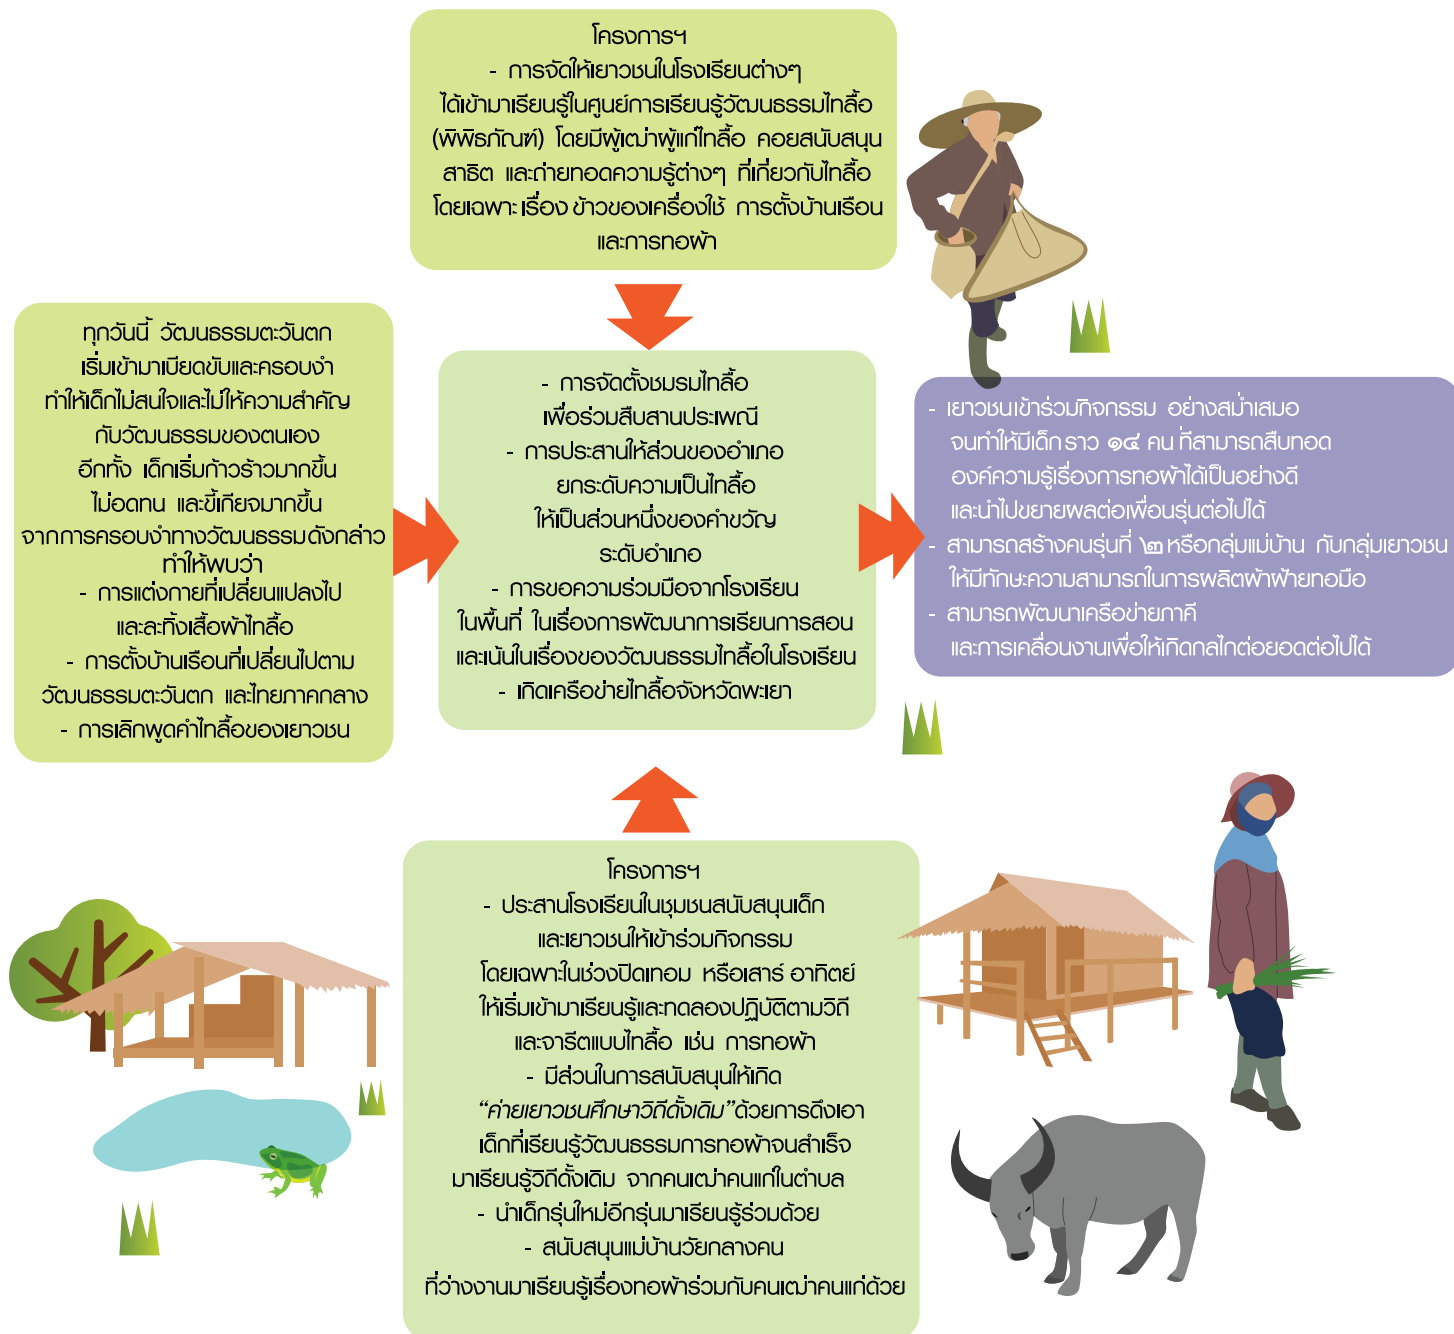 โครงการฯ
- การจัดให้เยาวชนในโรงเรียนต่างๆ
ได้เข้ามาเรียนรู้ในศูนย์การเรียนรู้วัฒนธรรมไทลื้อ
(พิพิธภัณฑ์) โดยมีผู้เฒ่าผู้แก่ไทลื้อ คอยสนับสนุน
สาธิต และถ่ายทอดความรู้ต่างๆ ที่เกี่ยวกับไทลื้อ
โดยเฉพาะเรื่อง ข้าวของเครื่องใช้ การตั้งบ้านเรือน
และการทอผ้า
ทุกวันนี้ วัฒนธรรมตะวันตก
เริ่มเข้ามาเบียดขับและครอบงำ
ทำให้เด็กไม่สนใจและไม่ให้ความสำคัญ
กับวัฒนธรรมของตนเอง
อีกทั้ง เด็กเริ่มก้าวร้าวมากขึ้น
ไม่อดทน และขี้เกียจมากขึ้น
จากการครอบงำทางวัฒนธรรมดังกล่าว
ทำให้พบว่า
- การแต่งกายที่เปลี่ยนแปลงไป
และละทิ้งเสื้อผ้าไทลื้อ
- การตั้งบ้านเรือนที่เปลี่ยนไปตาม
วัฒนธรรมตะวันตก และไทยภาคกลาง
- การเลิกพูดคำไทลื้อของเยาวชน
- การจัดตั้งชมรมไทลื้อ
เพื่อร่วมสืบสานประเพณี
- การประสานให้ส่วนของอำเภอ
ยกระดับความเป็นไทลื้อ
ให้เป็นส่วนหนึ่งของคำขวัญ
ระดับอำเภอ
- การขอความร่วมมือจากโรงเรียน
ในพื้นที่ ในเรื่องการพัฒนาการเรียนการสอน
และเน้นในเรื่องของวัฒนธรรมไทลื้อในโรงเรียน
- เกิดเครือข่ายไทลื้อจังหวัดพะเยา
- เยาวชนเข้าร่วมกิจกรรม อย่างสม่ำเสมอ
จนทำให้มีเด็กราว ๑๔ คน ที่สามารถสืบทอด
องค์ความรู้เรื่องการทอผ้าได้เป็นอย่างดี
และนำไปขยายผลต่อเพื่อนรุ่นต่อไปได้
- สามารถสร้างคนรุ่นที่ ๒ หรือกลุ่มแม่บ้าน กับกลุ่มเยาวชน
ให้มีทักษะความสามารถในการผลิตผ้าฝ้ายทอมือ
- สามารถพัฒนาเครือข่ายภาคี
และการเคลื่อนงานเพื่อให้เกิดกลไกต่อยอดต่อไปได้
โครงการฯ
- ประสานโรงเรียนในชุมชนสนับสนุนเด็ก
และเยาวชนให้เข้าร่วมกิจกรรม
โดยเฉพาะในช่วงปิดเทอม หรือเสาร์ อาทิตย์
ให้เริ่มเข้ามาเรียนรู้และทดลองปฏิบัติตามวิถี
และจารีตแบบไทลื้อ เช่น การทอผ้า
- มีส่วนในการสนับสนุนให้เกิด
“ค่ายเยาวชนศึกษาวิถีดั้งเดิม”ด้วยการดึงเอา
เด็กที่เรียนรู้วัฒนธรรมการทอผ้าจนสำเร็จ
มาเรียนรู้วิถีดั้งเดิม จากคนเฒ่าคนแก่ในตำบล
- นำเด็กรุ่นใหม่อีกรุ่นมาเรียนรู้ร่วมด้วย
- สนับสนุนแม่บ้านวัยกลางคน
ที่ว่างงานมาเรียนรู้เรื่องทอผ้าร่วมกับคนเฒ่าคนแก่ด้วย